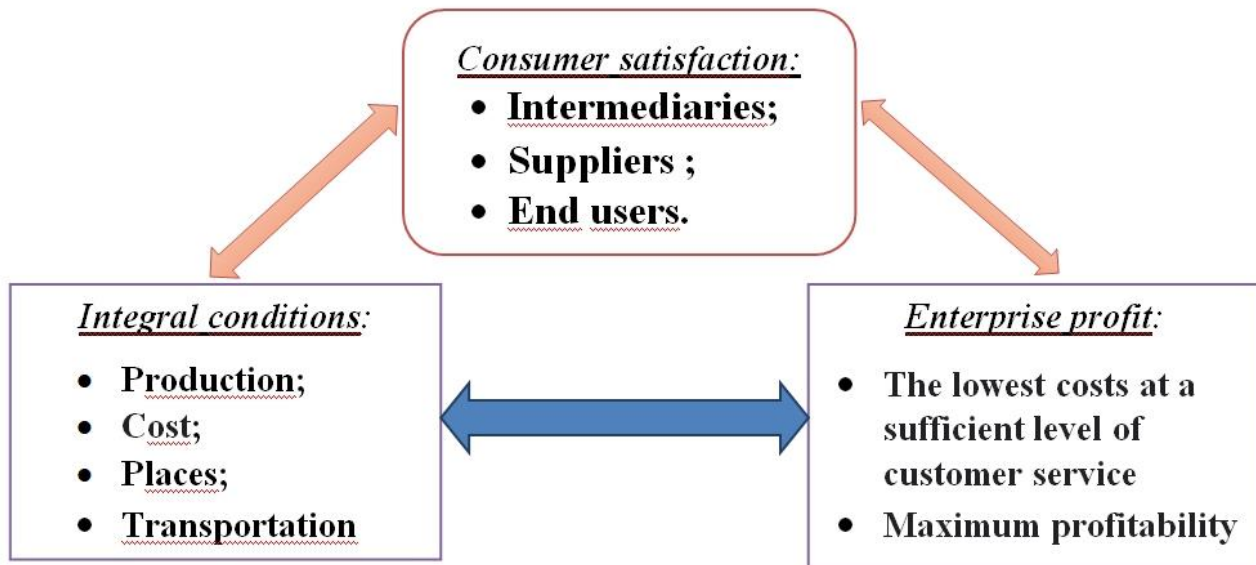 Consumer satisfaction:
• Intermediaries;
• Suppliers ;
• End users.
Integral conditions:
• Production;
• Cost;
• Places;
• Transportation
Enterprise profit:
• The lowest costs at a
sufficient level of
customer service
• Maximum profitability